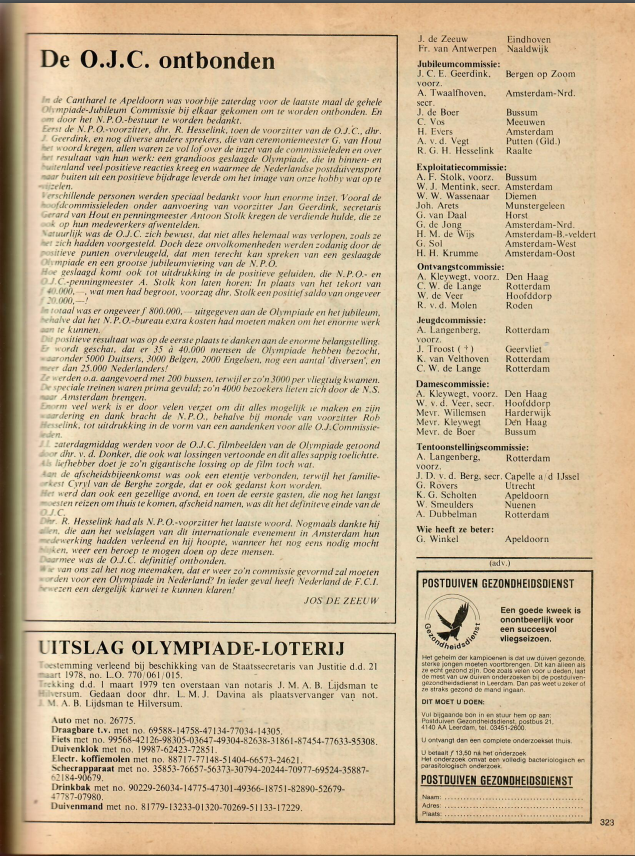 De O.J.C. ontbonden
In de Cantharel te Apeldoorn was voorbije zaterdag voor de laatste maal de gehele
Olympiade-Jubilum Commissie bij elkaar gekomen om te worden ontbonden. En
om door het N.P.O.-bestuur te worden bedankt.
Eerst de N.P.O.-voorzitter, dhr. R. Hesselink, toen de voorzitter van de O.J.C., dhr.
J. Geerdink, en nog diverse andere sprekers, die van ceremoniemeester G. van Hout
het woord kregen, allen waren ze vol lof over de inzet van de commissieleden en over
het resultaat van hun werk: een grandioos geslaagde Olympiade, die in binnen- en
buitenland veel positieve reacties kreeg en waarmee de Nederlandse postduivensport
naar buiten uit een positieve bijdrage leverde om het image van onze hobby wat op te
vijzelen.
Verschillende personen werden speciaal bedankt voor hun enorme inzet. Vooral de
hoofdcommissieleden onder aanvoering van voorzitter Jan Geerdink, secretaris
Gerard van Hout en penningmeester Antoon Stolk kregen de verdiende hulde, die ze
ook op hun medewerkers afwentelden.
Natuurlijk was de O.J.C. zich bewust, dat niet alles helemaal was verlopen, zoals ze
het zich hadden voorgesteld. Doch deze onvolkomenheden werden zodanig door de
positieve punten overvleugeld, dat men terecht kan spreken van een geslaagde
Olympiade en een grootse jubileumviering van de N.P.O.
Hoe geslaagd komt ook tot uitdrukking in de positieve geluiden, die N.P.O.- en
O.J.C.-penningmeester A. Stolk kon laten horen: In plaats van het tekort van
ƒ 40.000,—, wat men had begroot, voorzag dhr. Stolk een positief saldo van ongeveer
ƒ 20.000,—!
In totaal was er ongeveer ƒ 800.000,— uitgegeven aan de Olympiade en het jubileum,
behalve dat het N.P.O.-bureau extra kosten had moeten maken om het enorme werk
aan te kunnen.
Dit positieve resultaat was op de eerste plaats te danken aan de enorme belangstelling.
Er wordt geschat, dat er 35 à 40.000 mensen de Olympiade hebben bezocht,
waaronder 5000 Duitsers, 3000 Belgen, 2000 Engelsen, nog een aantal 'diversen', en
meer dan 25.000 Nederlanders!
Ze werden o.a. aangevoerd met 200 bussen, terwijl er zo'n 3000 per vliegtuig kwamen.
De speciale treinen waren prima gevuld; zo'n 4000 bezoekers lieten zich door de N.S.
naar Amsterdam brengen.
Enorm veel werk is er door velen verzet om dit alles mogelijk te maken en zijn
waardering en dank bracht de N.P.O., behalve bij monde van voorzitter Rob
Hesselink, tot uitdrukking in de vorm van een aandenken voor alle O.J.Commissie-
leden.
J.l. zaterdagmiddag werden voor de O.J.C. filmbeelden van de Olympiade getoond
door dhr. v. d. Donker, die ook wat lossingen vertoonde en dit alles sappig toelichtte.
Als liefhebber doet je zo'n gigantische lossing op de film toch wat.
Aan de afscheidsbijeenkomst was ook een etentje verbonden, terwijl het familie-
orkest Cyryl van de Berghe zorgde, dat er ook gedanst kon worden.
Het werd dan ook een gezellige avond, en toen de eerste gasten, die nog het langst
moesten reizen om thuis te komen, afscheid namen, was dit het definitieve einde van de
O.J.C.
Dhr. R. Hesselink had als N.P.O.-voorzitter het laatste woord. Nogmaals dankte hij
allen, die aan het welslagen van dit internationale evenement in Amsterdam hun
medewerking hadden verleend en hij hoopte, wanneer het nog eens nodig mocht
blijken, weer een beroep te mogen doen op deze mensen.
Daarmee was de O.J.C. definitief ontbonden.
Wie van ons zal het nog meemaken, dat er weer zo'n commissie gevormd zal moeten
worden voor een Olympiade in Nederland? In ieder geval heeft Nederland de F.C.I.
bewezen een dergelijk karwei te kunnen klaren!
JOS DE ZEEUW
UITSLAG OLYMPIADE-LOTERIJ
Toestemming verleend bij beschikking van de Staatssecretaris van Justitie d.d. 21
maart 1978, no. L.O. 770/061/015.
Trekking d.d. 1 maart 1979 ten overstaan van notaris J. M. A. B. Lijdsman te
Hilversum. Gedaan door dhr. L. M. J. Davina als plaatsvervanger van not.
J. M. A. B. Lijdsman te Hilversum.
Auto met no. 26775.
Draagbare t.v. met no. 69588-14758-47134-77034-14305.
Fiets met no. 99568-42126-98305-03647-49304-82638-31861-87454-77633-55308.
Duivenklok met no. 19987-62423-72851.
Electr. koffiemolen met no. 88717-77148-51404-66573-24621.
Scheerapparaat met no. 35853-76657-56373-30794-20244-70977-69524-35887-
62184-90679.
Drinkbak met no. 90229-26034-14775-47301-49366-18751-82890-52679-
47787-07980.
Duivenmand met no. 81779-13233-01320-70269-51133-17229.
J. de Zeeuw Eindhoven
Fr. van Antwerpen Naaldwijk
Jubileumcommissie:
J. C. E. Geerdink, Bergen op Zoom
voorz.
A. Twaalfhoven, Amsterdam-Nrd.
secr.
J. de Boer Bussum
C. Vos Meeuwen
H. Evers Amsterdam
A. v. d. Vegt Putten (Gld.)
R. G. H. Hesselink Raalte
Exploitatiecommissie:
A. F. Stolk, voorz. Bussum
W. J. Mentink, secr. Amsterdam
W. W. Wassenaar Diemen
Joh. Arets Munstergeleen
G. van Daal Horst
G. de Jong Amsterdam-Nrd.
H. M. de Wijs Amsterdam-B.veldert
G. Sol Amsterdam-West
H. H. Krumme Amsterdam-Oost
Ontvangstcommissie:
A. Kleywegt, voorz. Den Haag
C. W. de Lange Rotterdam
W. de Veer Hoofddorp
R. v. d. Molen Roden
Jeugdcommissie:
A. Langenberg, Rotterdam
voorz.
J. Troost (+) Geervliet
K. van Velthoven Rotterdam
C. W. de Lange Rotterdam
Damescommissie:
A. Kleywegt, voorz. Den Haag
W. v. d. Veer, secr. Hoofddorp
Mevr. Willemsen Harderwijk
Mevr. Kleywegt Den Haag
Mevr. de Boer Bussum
Tentoonstellingscommissie:
A. Langenberg, Rotterdam
voorz.
J. D. v. d. Berg, secr. Capelle a/d IJssel
G. Rövers Utrecht
K. G. Scholten Apeldoorn
W. Smeulders Nuenen
A. Dubbelman Rotterdam
Wie heeft ze beter:
G. Winkel Apeldoorn
(adv.)
POSTDUIVEN GEZONDHEIDSDIENST
Gezondheidsdienst
Een goede kweek is
onontbeerlijk voor
een succesvol
vliegseizoen.
Het geheim der kampioenen is dat uw duiven gezonde,
sterke jongen moeten voortbrengen. Dit kan alleen als
ze echt gezond zijn. Doe zoals velen voor u deden, laat
de mest van uw duiven onderzoeken bij de postduiven-
gezondheidsdienst in Leerdam. Dan pas weet u zeker of
ze straks gezond de mand ingaan.
DIT MOET U DOEN:
Vul bijgaande bon in en stuur hem op aan:
Postduiven Gezondheidsdienst, postbus 21,
4140 AA Leerdam, tel. 03451-2600.
U ontvangt dan een complete onderzoekset thuis.
U betaalt ƒ 13,50 ná het onderzoek
Het onderzoek omvat een volledig bacteriologisch en
parasitologisch onderzoek.
POSTDUIVEN GEZONDHEIDSDIENST
Naam:
Adres:
Plaats:
323